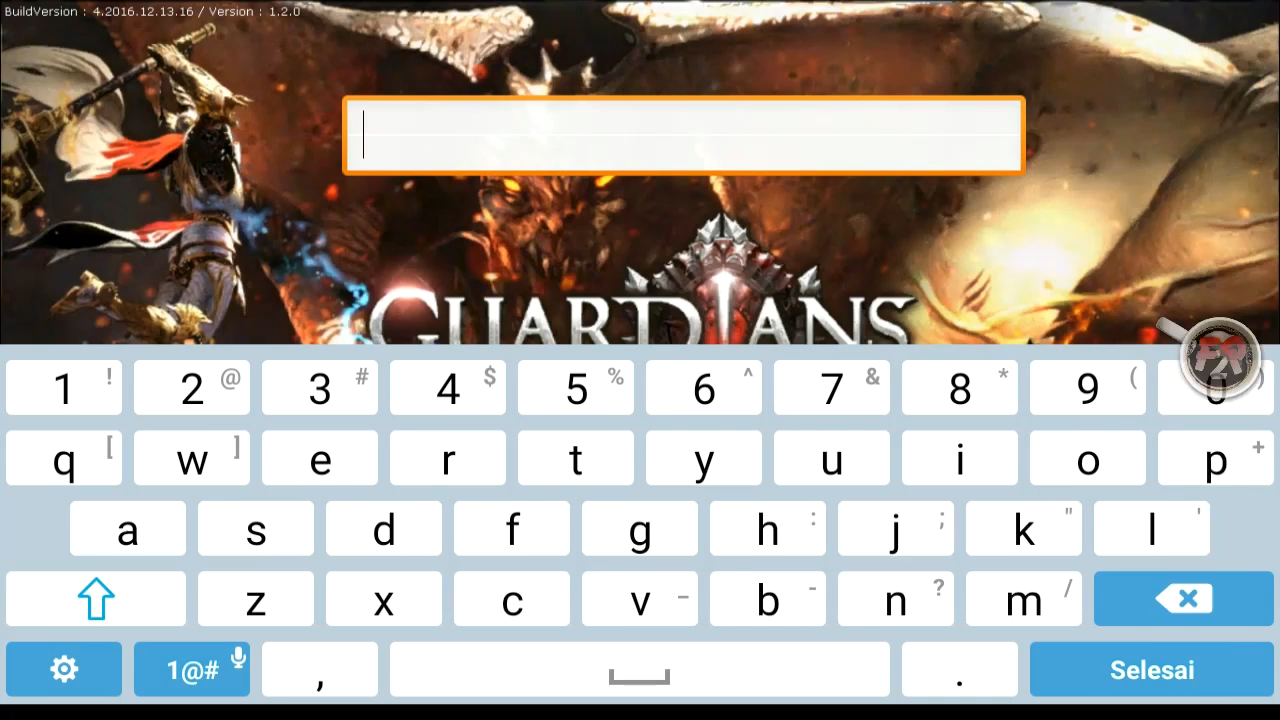 BuildVersion : 4.2016.12.13.16 / Version : 1.2.0
GUARDIANS
1 ! 2 @ 3 # 4 $ 5 % 6 ^ 7 & 8 * 9 ( 0 )
q [ w ] e r t y u i o p +
a s d f g h : j ; k " l '
z x c v _ b - n ? m /
1@# , . Selesai